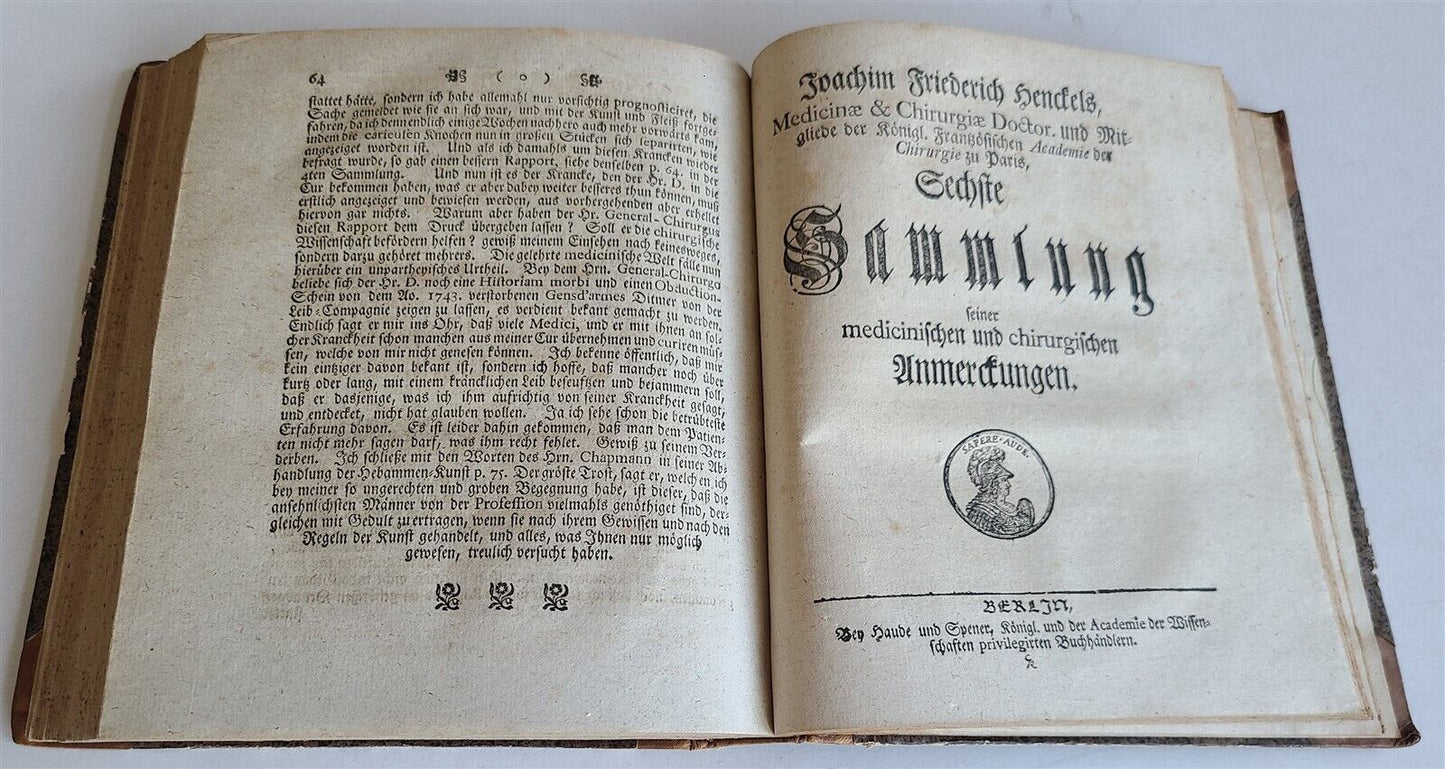 64 ( o )
stattet hätte, sondern ich habe allemahl nur vorsichtig prognosticiret, die
Sache gemeldet wie sie an sich war, und mit der Kunst und Fleiß fortge-
fahren, da ich dennendlich einige Wochen nachhero auch mehr vorwärts kam,
indem die carieusen Knochen nun in großen Stücken sich separirten, wie
angezeiget worden ist. Und als ich damahls um diesen Krancken wieder
befragt wurde, so gab einen bessern Rapport, siehe denselben p. 64. in der
4ten Sammlung. Und nun ist es der Krancke, den der Hr. D. in die
Cur bekommen haben, was er aber dabey weiter besseres thun können, muß
erstlich angezeiget und bewiesen werden, aus vorhergehenden aber erhellet
hiervon gar nichts. Warum aber haben der Hr. General-Chirurgus
diesen Rapport dem Druck übergeben lassen? Soll er die chirurgische
Wissenschaft befördern helfen? gewiß meinem Einsehen nach keinesweges,
sondern darzu gehöret mehrers. Die gelehrte medicinische Welt fälle nun
hierüber ein unpartheyisches Urtheil. Bey dem Hrn. General-Chirurgo
beliebe sich der Hr. D. noch eine Historiam morbi und einen Obduction-
Schein von dem Ao. 1743. verstorbenen Gensd'armes Ditmer von der
Leib-Compagnie zeigen zu lassen, es verdient bekant gemacht zu werden.
Endlich sagt er mir ins Ohr, daß viele Medici, und er mit ihnen an sol-
cher Kranckheit schon manchen aus meiner Cur übernehmen und curiren müs-
sen, welche von mir nicht genesen können. Ich bekenne öffentlich, daß mir
kein eintziger davon bekant ist, sondern ich hoffe, daß mancher noch über
kurtz oder lang, mit einem kräncklichen Leib beseuftzen und bejammern soll,
daß er dasjenige, was ich ihm aufrichtig von seiner Kranckheit gesagt,
und entdecket, nicht hat glauben wollen. Ja ich sehe schon die betrübteste
Erfahrung davon. Es ist leider dahin gekommen, daß man dem Patien-
ten nicht mehr sagen darf, was ihm recht fehlet. Gewiß zu seinem Ver-
derben. Ich schließe mit den Worten des Hrn. Chapmann in seiner Ab-
handlung der Hebammen-Kunst p. 75. Der gröste Trost, sagt er, welchen ich
bey meiner so ungerechten und groben Begegnung habe, ist dieser, daß die
ansehnlichsten Männer von der Profession vielmahls genöthiget sind, der-
gleichen mit Gedult zu ertragen, wenn sie nach ihrem Gewissen und nach den
Regeln der Kunst gehandelt, und alles, was Ihnen nur möglich
gewesen, treulich versucht haben.
Joachim Friederich Henckels,
Medicinæ & Chirurgiæ Doctor. und Mit-
gliede der Königl. Frantzösischen Academie der
Chirurgie zu Paris,
Sechste
Sammlung
seiner
medicinischen und chirurgischen
Anmerckungen.
SAPERE·AUDE.
BERLIN,
Bey Haude und Spener, Königl. und der Academie der Wissen-
schaften privilegirten Buchhändlern.